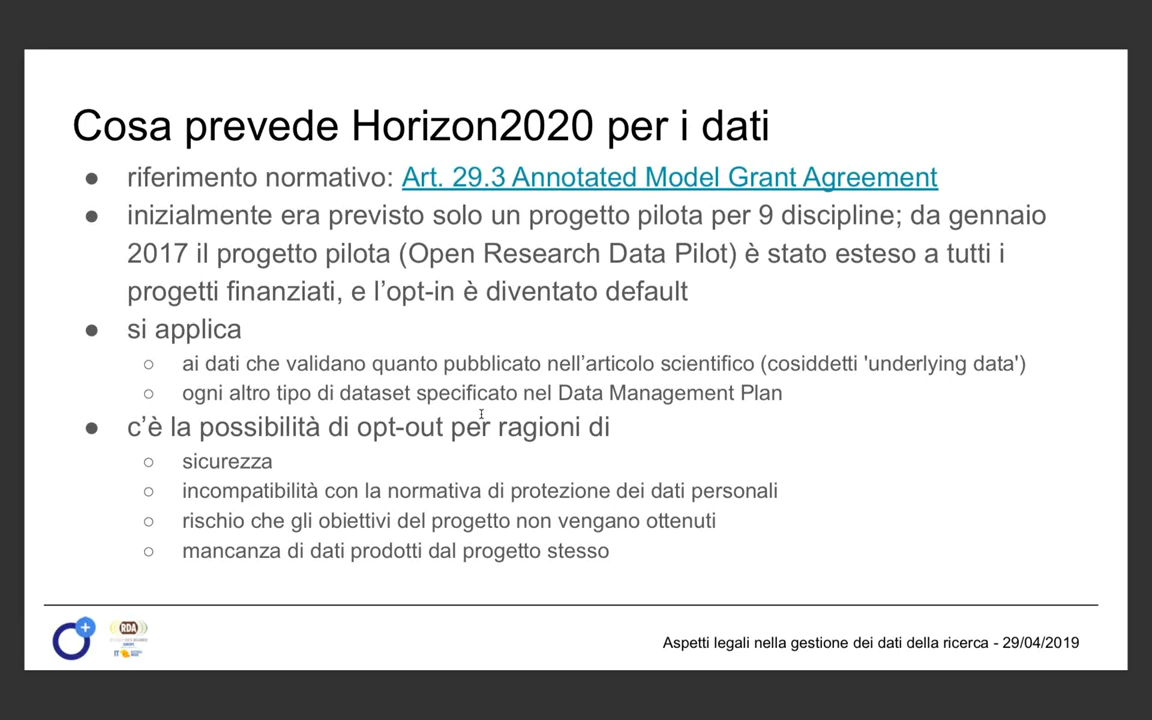 Cosa prevede Horizon2020 per i dati
● riferimento normativo: Art. 29.3 Annotated Model Grant Agreement
● inizialmente era previsto solo un progetto pilota per 9 discipline; da gennaio
2017 il progetto pilota (Open Research Data Pilot) è stato esteso a tutti i
progetti finanziati, e l’opt-in è diventato default
● si applica
○ ai dati che validano quanto pubblicato nell’articolo scientifico (cosiddetti 'underlying data')
○ ogni altro tipo di dataset specificato nel Data Management Plan
● c’è la possibilità di opt-out per ragioni di
○ sicurezza
○ incompatibilità con la normativa di protezione dei dati personali
○ rischio che gli obiettivi del progetto non vengano ottenuti
○ mancanza di dati prodotti dal progetto stesso
RDA
IT
Aspetti legali nella gestione dei dati della ricerca - 29/04/2019